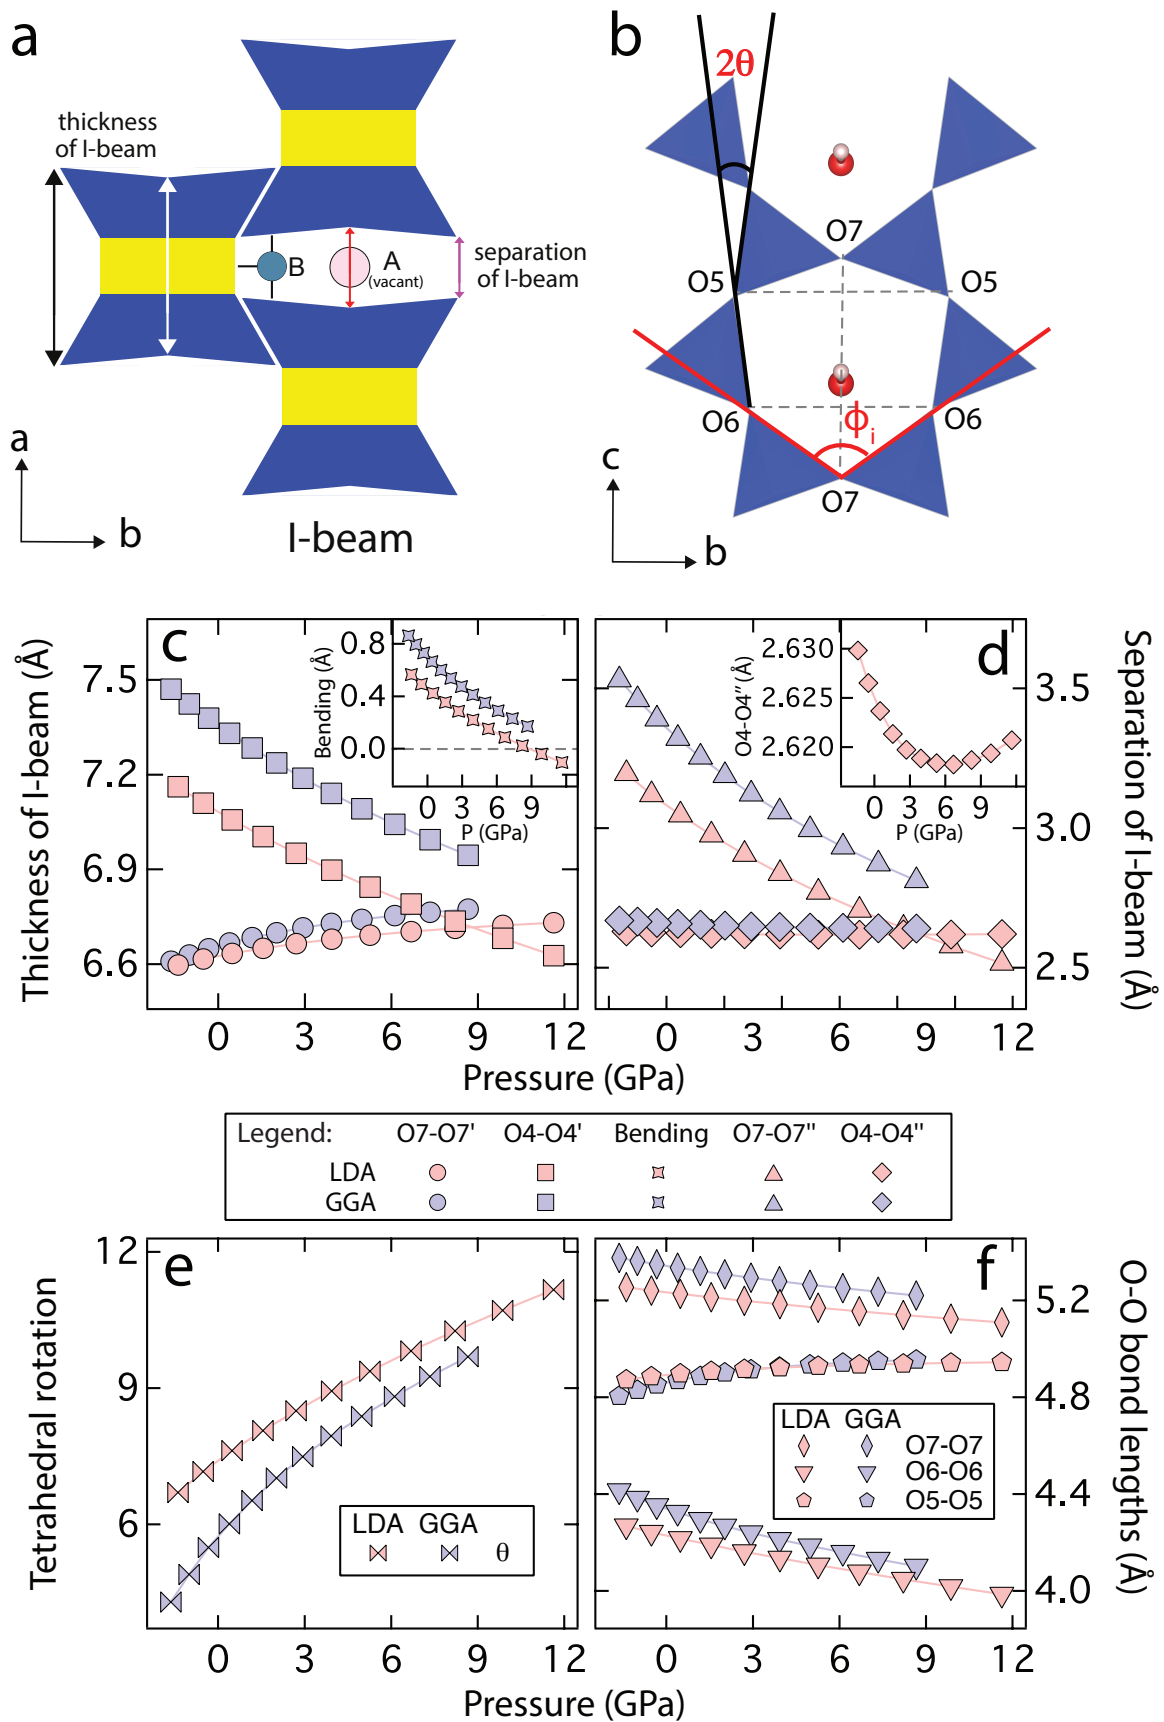 a
thickness
of I-beam
B
A
(vacant)
separation
of I-beam
a
b
I-beam
b
2θ
O7
O5
O5
O6
O6
ϕi
O7
c
b
Thickness of I-beam (Å)
7.5
7.2
6.9
6.6
c
Bending (Å)
0.8
0.4
0.0
0 3 6 9
P (GPa)
0 3 6 9 12
d
O4-O4''(Å)
2.630
2.625
2.620
0 3 6 9
P (GPa)
3.5
3.0
2.5
Separation of I-beam (Å)
0 3 6 9 12
Pressure (GPa)
Legend: O7-O7' O4-O4' Bending O7-O7'' O4-O4''
LDA
GGA
Tetrahedral rotation
12
9
6
e
LDA GGA
θ
0 3 6 9 12
f
5.2
4.8
4.4
4.0
O-O bond lengths (Å)
LDA GGA
O7-O7
O6-O6
O5-O5
0 3 6 9 12
Pressure (GPa)